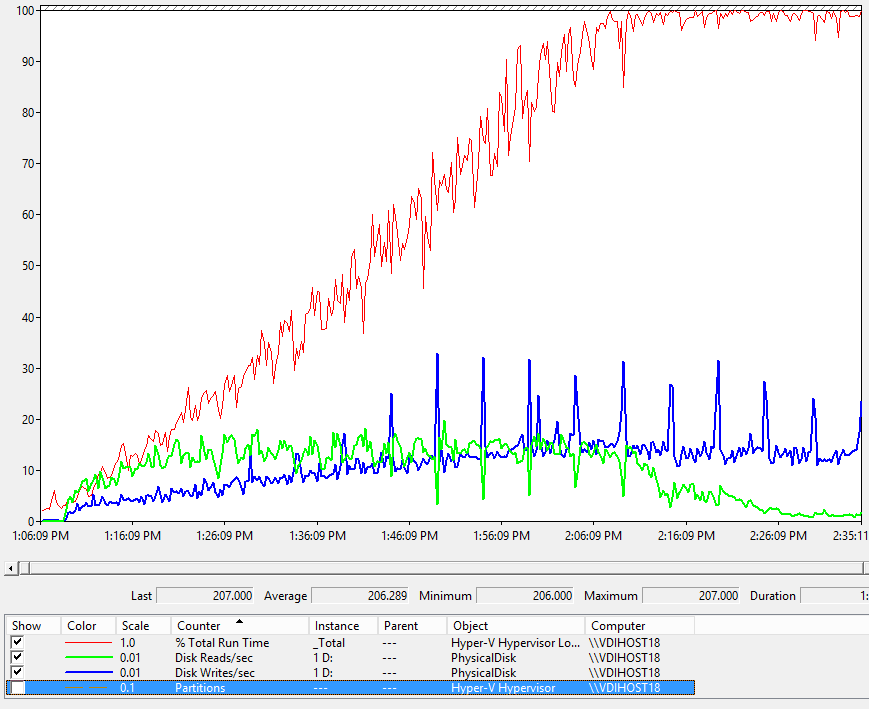 100
90
80
70
60
50
40
30
20
10
0
1:06:09 PM 1:16:09 PM 1:26:09 PM 1:36:09 PM 1:46:09 PM 1:56:09 PM 2:06:09 PM 2:16:09 PM 2:26:09 PM 2:35:11
Last 207.000 Average 206.289 Minimum 206.000 Maximum 207.000 Duration 1:
Show Color Scale Counter Instance Parent Object Computer
1.0 % Total Run Time _Total --- Hyper-V Hypervisor Lo... \\VDIHOST18
0.01 Disk Reads/sec 1 D: --- PhysicalDisk \\VDIHOST18
0.01 Disk Writes/sec 1 D: --- PhysicalDisk \\VDIHOST18
0.1 Partitions --- --- Hyper-V Hypervisor \\VDIHOST18